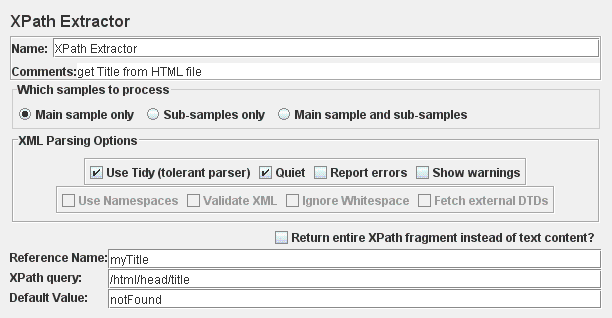 XPath Extractor
Name: XPath Extractor
Comments: get Title from HTML file
Which samples to process
Main sample only Sub-samples only Main sample and sub-samples
XML Parsing Options
Use Tidy (tolerant parser) Quiet Report errors Show warnings
Use Namespaces Validate XML Ignore Whitespace Fetch external DTDs
Return entire XPath fragment instead of text content?
Reference Name: myTitle
XPath query: /html/head/title
Default Value: notFound